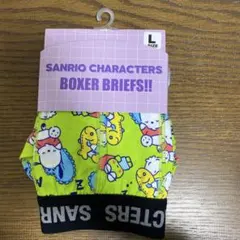 L
SANRIO CHARACTERS
BOXER BRIEFS!!
CTERS SANR